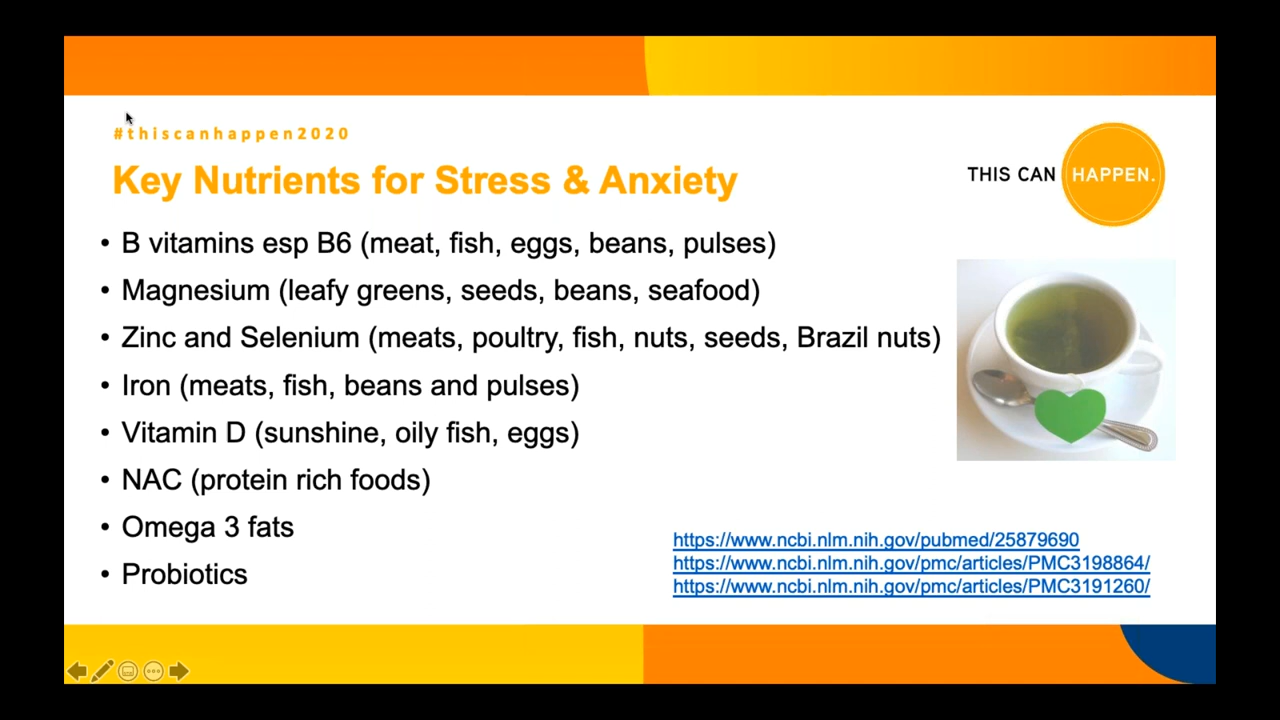 #thiscanhappen2020
Key Nutrients for Stress & Anxiety
THIS CAN HAPPEN.
• B vitamins esp B6 (meat, fish, eggs, beans, pulses)
• Magnesium (leafy greens, seeds, beans, seafood)
• Zinc and Selenium (meats, poultry, fish, nuts, seeds, Brazil nuts)
• Iron (meats, fish, beans and pulses)
• Vitamin D (sunshine, oily fish, eggs)
• NAC (protein rich foods)
• Omega 3 fats
• Probiotics
https://www.ncbi.nlm.nih.gov/pubmed/25879690
https://www.ncbi.nlm.nih.gov/pmc/articles/PMC3198864/
https://www.ncbi.nlm.nih.gov/pmc/articles/PMC3191260/